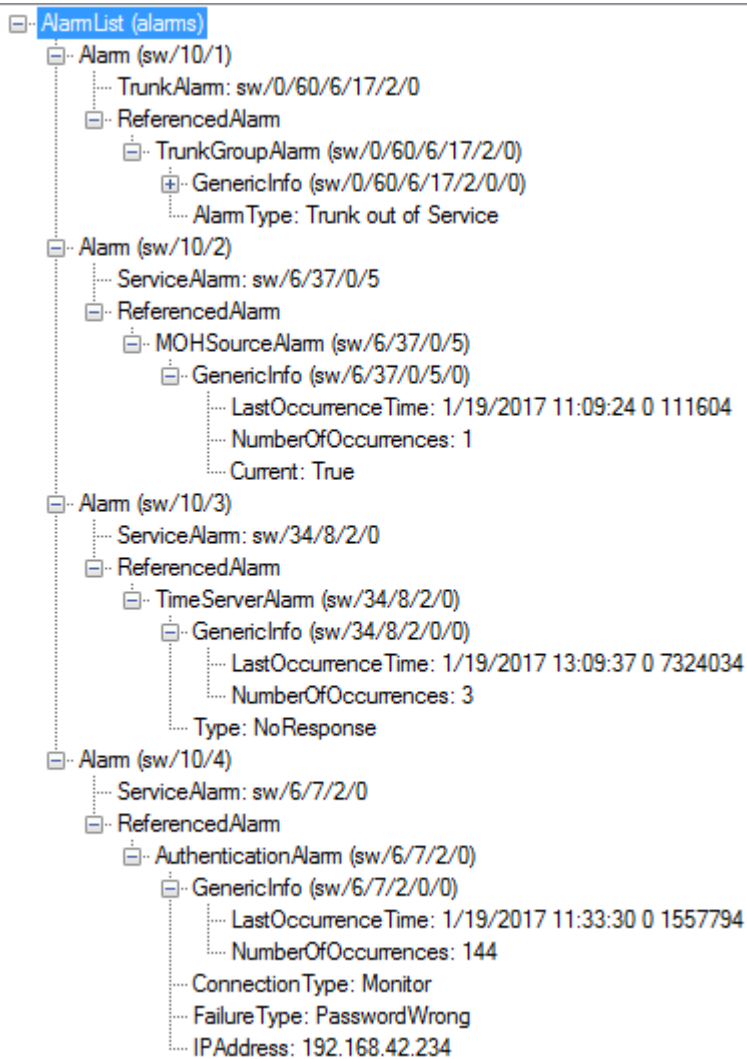 AlarmList (alarms)
Alarm (sw/10/1)
TrunkAlarm: sw/0/60/6/17/2/0
ReferencedAlarm
TrunkGroupAlarm (sw/0/60/6/17/2/0)
GenericInfo (sw/0/60/6/17/2/0/0)
AlarmType: Trunk out of Service
Alarm (sw/10/2)
ServiceAlarm: sw/6/37/0/5
ReferencedAlarm
MOHSourceAlarm (sw/6/37/0/5)
GenericInfo (sw/6/37/0/5/0)
LastOccurrenceTime: 1/19/2017 11:09:24 0 111604
NumberOfOccurrences: 1
Current: True
Alarm (sw/10/3)
ServiceAlarm: sw/34/8/2/0
ReferencedAlarm
TimeServerAlarm (sw/34/8/2/0)
GenericInfo (sw/34/8/2/0/0)
LastOccurrenceTime: 1/19/2017 13:09:37 0 7324034
NumberOfOccurrences: 3
Type: NoResponse
Alarm (sw/10/4)
ServiceAlarm: sw/6/7/2/0
ReferencedAlarm
AuthenticationAlarm (sw/6/7/2/0)
GenericInfo (sw/6/7/2/0/0)
LastOccurrenceTime: 1/19/2017 11:33:30 0 1557794
NumberOfOccurrences: 144
ConnectionType: Monitor
FailureType: PasswordWrong
IPAddress: 192.168.42.234